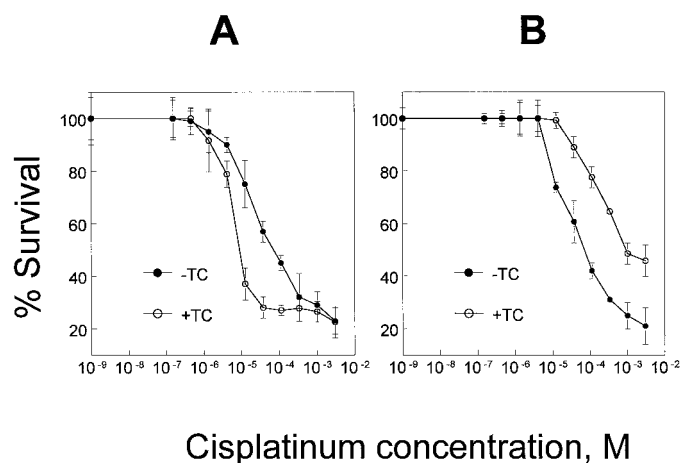 A B
% Survival
100 100
80 80
60 60
40 40
20 20
-TC -TC
+TC +TC
10⁻⁹ 10⁻⁸ 10⁻⁷ 10⁻⁶ 10⁻⁵ 10⁻⁴ 10⁻³ 10⁻² 10⁻⁹ 10⁻⁸ 10⁻⁷ 10⁻⁶ 10⁻⁵ 10⁻⁴ 10⁻³ 10⁻²
Cisplatinum concentration, M